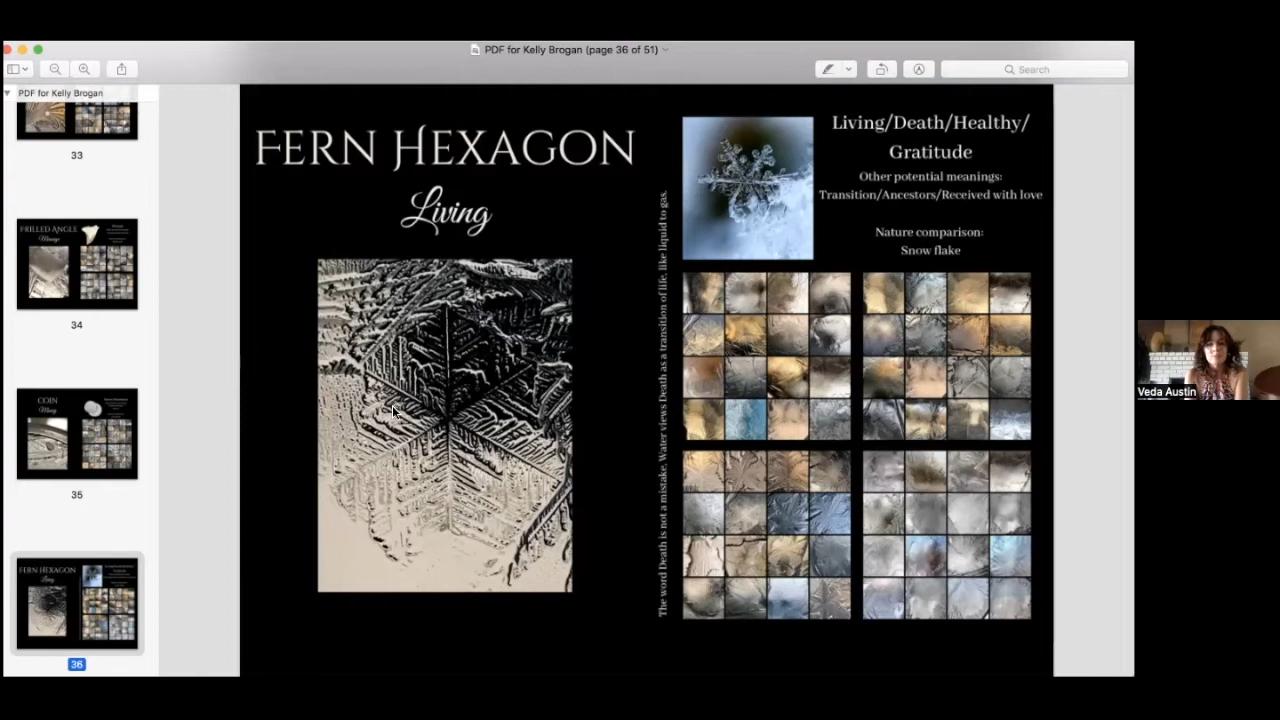 PDF for Kelly Brogan (page 36 of 51)
Search
PDF for Kelly Brogan
33
FRILLED ANGLE
34
COIN
Money
35
FERN HEXAGON
Living
36
FERN HEXAGON
Living
The word Death is not a mistake. Water views Death as a transition of life, like liquid to gas.
Living/Death/Healthy/
Gratitude
Other potential meanings:
Transition/Ancestors/Received with love
Nature comparison:
Snow flake
Veda Austin